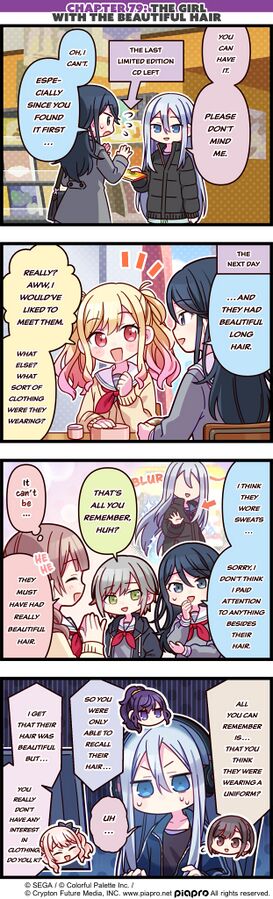 CHAPTER 79: THE GIRL
WITH THE BEAUTIFUL HAIR
YOU
CAN
HAVE
IT.
PLEASE
DON'T
MIND
ME.
THE LAST
LIMITED EDITION
CD LEFT
OH, I
CAN'T.
ESPE-
CIALLY
SINCE YOU
FOUND
IT FIRST
...
THE
NEXT DAY
...AND
THEY HAD
BEAUTIFUL
LONG
HAIR.
REALLY?
AWW, I
WOULD'VE
LIKED TO
MEET THEM.
WHAT
ELSE?
WHAT
SORT OF
CLOTHING
WERE THEY
WEARING?
I THINK
THEY
WORE
SWEATS
...
SORRY, I
DON'T THINK
I PAID
ATTENTION
TO ANYTHING
BESIDES
THEIR
HAIR.
BLUR
THAT'S
ALL YOU
REMEMBER,
HUH?
It
can't
be
...
HE
HE
THEY
MUST
HAVE HAD
REALLY
BEAUTIFUL
HAIR.
ALL
YOU CAN
REMEMBER
IS...
THAT YOU
THINK
THEY WERE
WEARING A
UNIFORM?
SO YOU
WERE
ONLY
ABLE TO
RECALL
THEIR
HAIR...
UH
...
I GET
THAT THEIR
HAIR WAS
BEAUTIFUL
BUT...
YOU
REALLY
DON'T
HAVE ANY
INTEREST
IN
CLOTHING,
DO YOU, K?
© SEGA / © Colorful Palette Inc. /
© Crypton Future Media, INC. www.piapro.net piapro All rights reserved.